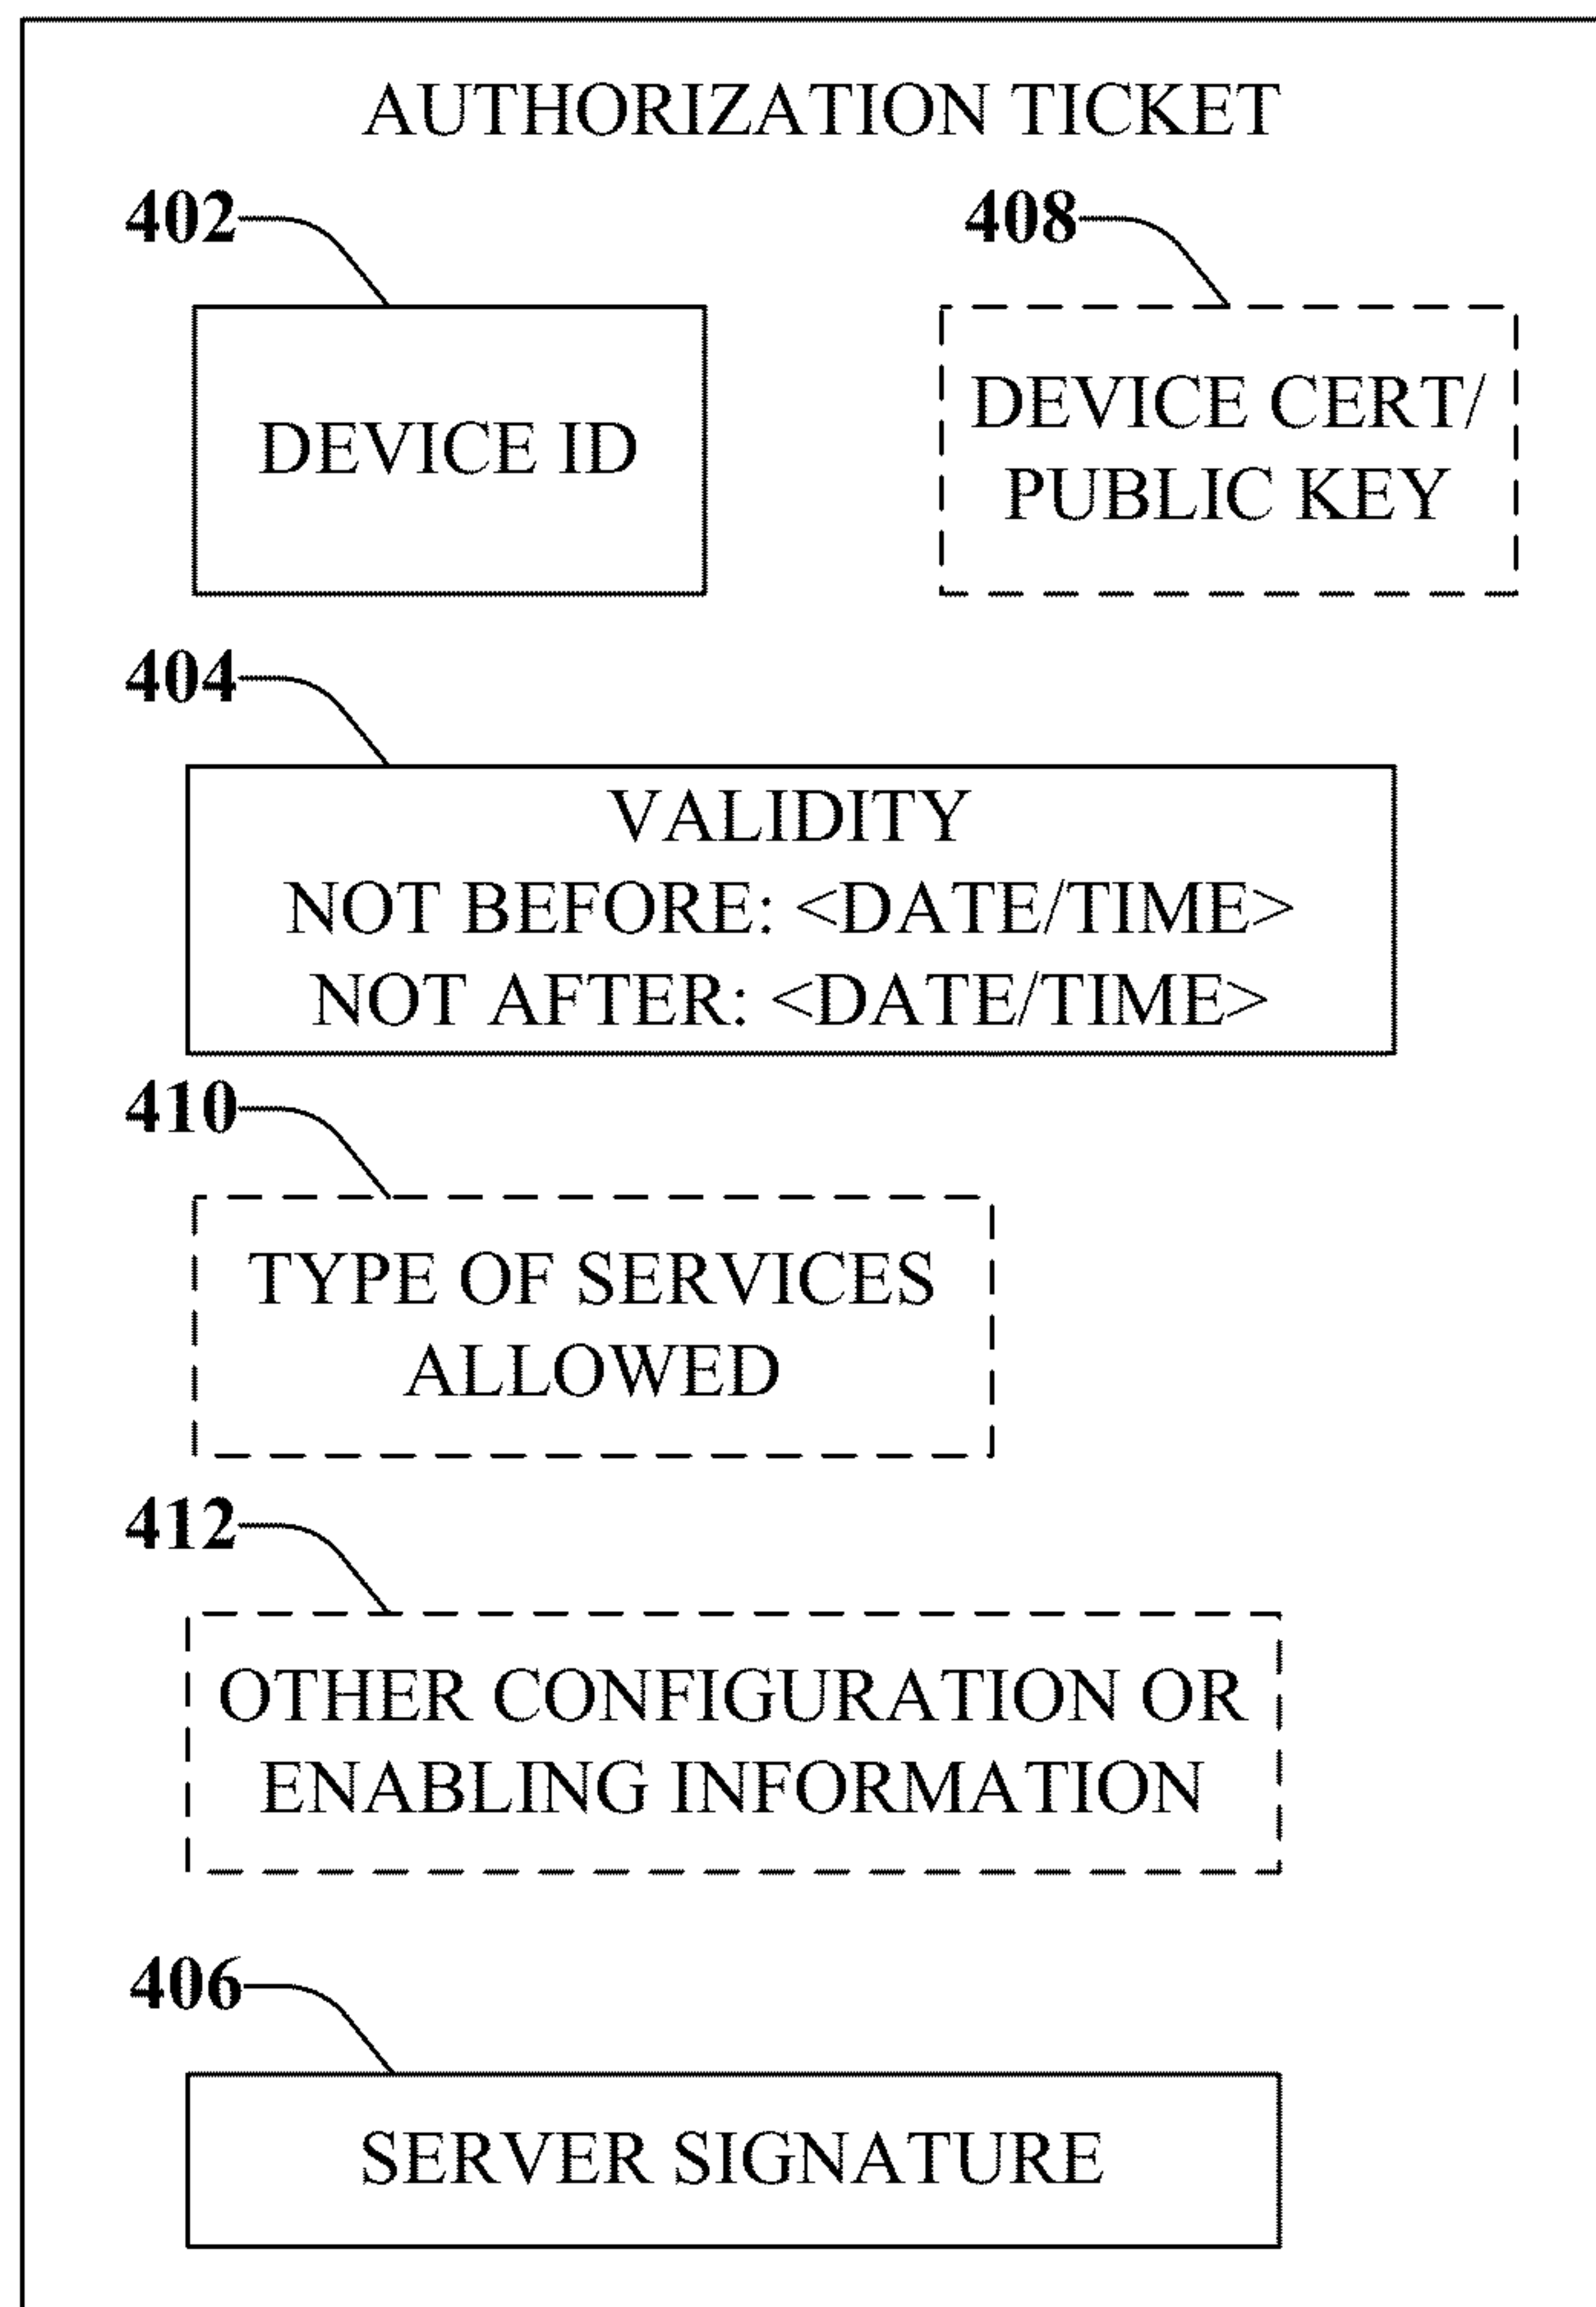 AUTHORIZATION TICKET
402
408
DEVICE ID
DEVICE CERT/
PUBLIC KEY
404
VALIDITY
NOT BEFORE: <DATE/TIME>
NOT AFTER: <DATE/TIME>
410
TYPE OF SERVICES
ALLOWED
412
OTHER CONFIGURATION OR
ENABLING INFORMATION
406
SERVER SIGNATURE